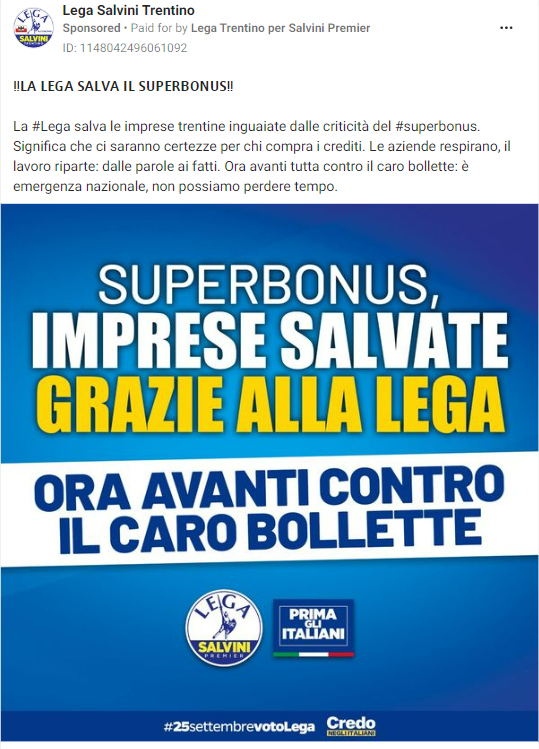 Lega Salvini Trentino
Sponsored • Paid for by Lega Trentino per Salvini Premier
ID: 1148042496061092
‼LA LEGA SALVA IL SUPERBONUS‼
La #Lega salva le imprese trentine inguaiate dalle criticità del #superbonus.
Significa che ci saranno certezze per chi compra i crediti. Le aziende respirano, il
lavoro riparte: dalle parole ai fatti. Ora avanti tutta contro il caro bollette: è
emergenza nazionale, non possiamo perdere tempo.
SUPERBONUS,
IMPRESE SALVATE
GRAZIE ALLA LEGA
ORA AVANTI CONTRO
IL CARO BOLLETTE
LEGA
SALVINI
PREMIER
PRIMA
GLI
ITALIANI
#25settembrevotoLega
Credo
NEGLI ITALIANI